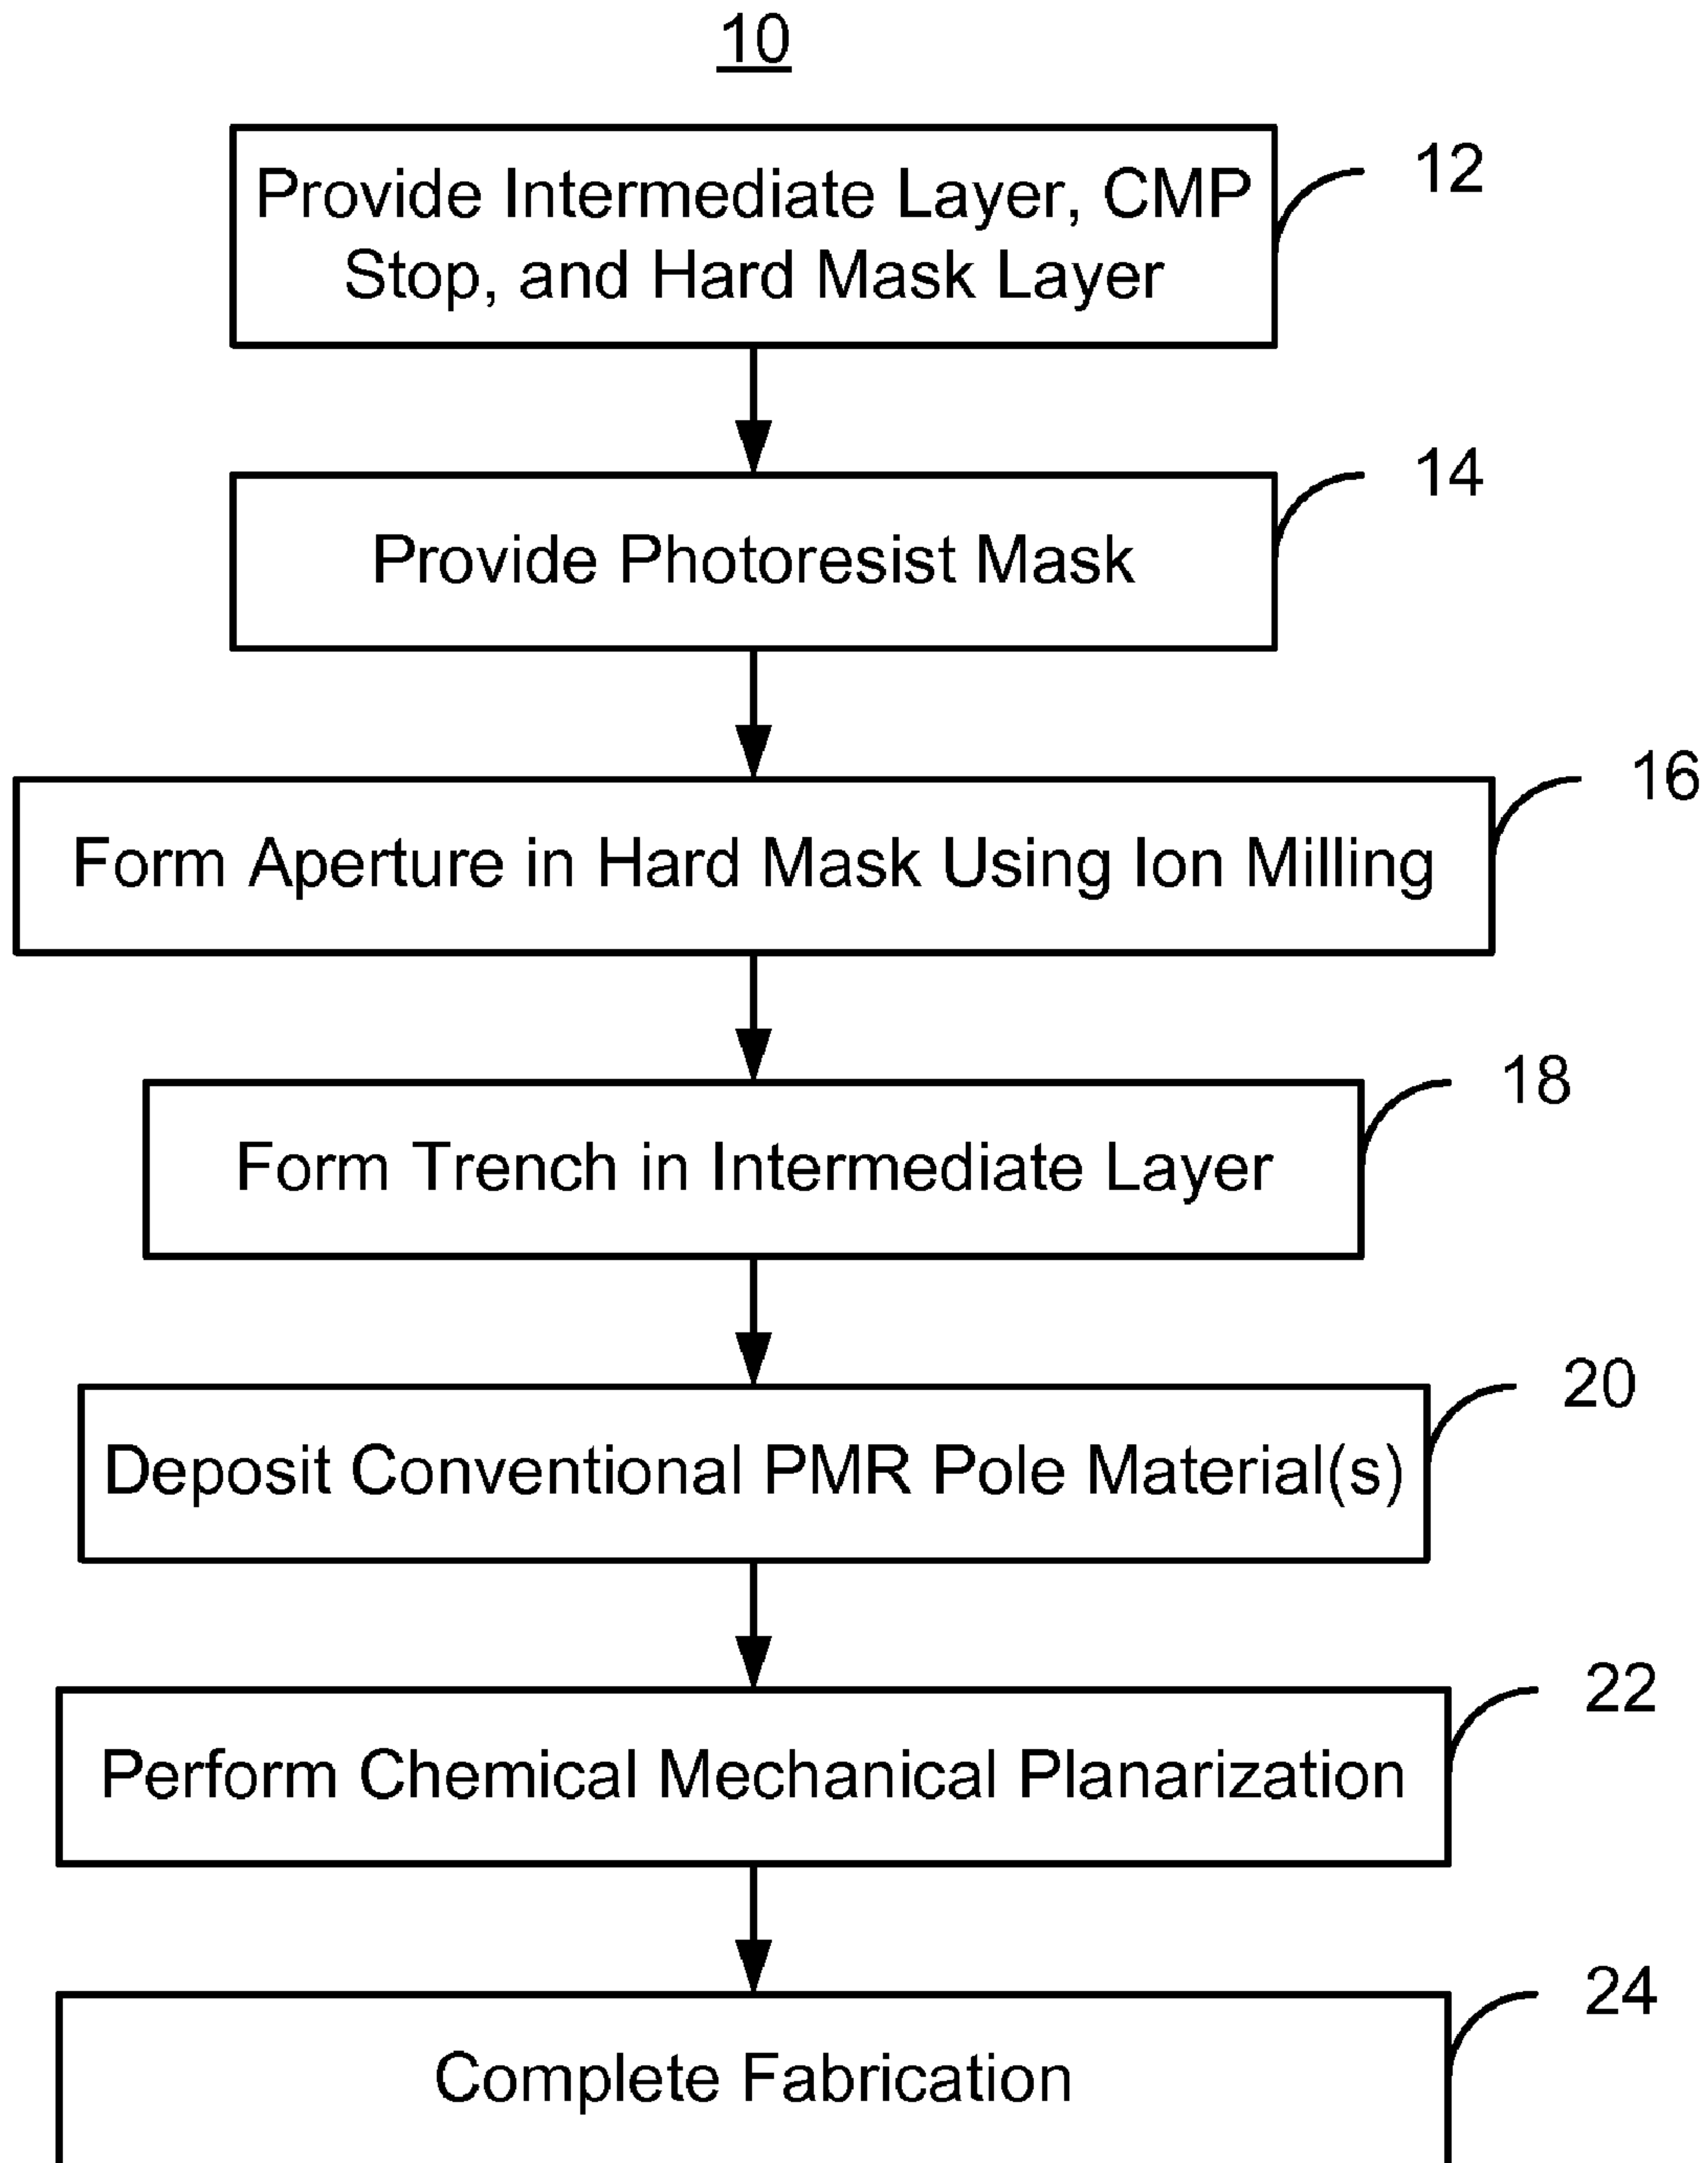 10
Provide Intermediate Layer, CMP
Stop, and Hard Mask Layer
12
Provide Photoresist Mask
14
Form Aperture in Hard Mask Using Ion Milling
16
Form Trench in Intermediate Layer
18
Deposit Conventional PMR Pole Material(s)
20
Perform Chemical Mechanical Planarization
22
Complete Fabrication
24